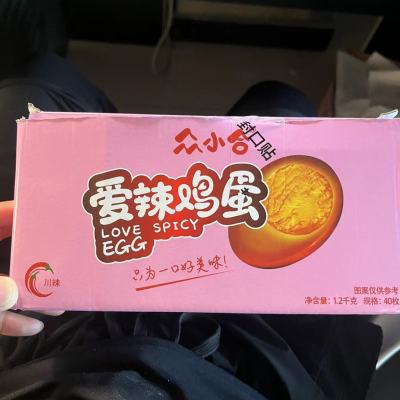 众小合
封口贴
爱辣鸡蛋
LOVE SPICY
EGG
只为一口好美味!
川辣
图案仅供参考
净含量:1.2千克 规格:40枚